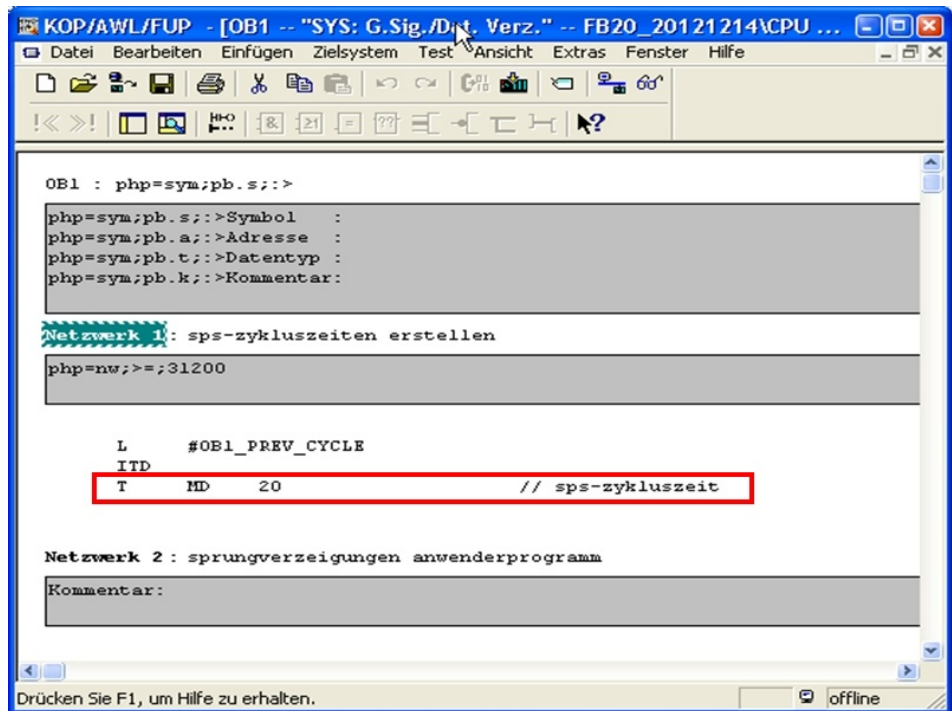 KOP/AWL/FUP - [OB1 -- "SYS: G.Sig./Dat. Verz." -- FB20_20121214\CPU ...
Datei Bearbeiten Einfügen Zielsystem Test Ansicht Extras Fenster Hilfe
OB1 : php=sym;pb.s;:>
php=sym;pb.s;:>Symbol :
php=sym;pb.a;:>Adresse :
php=sym;pb.t;:>Datentyp :
php=sym;pb.k;:>Kommentar:
Netzwerk 1: sps-zykluszeiten erstellen
php=nw;>=;31200
L #OB1_PREV_CYCLE
ITD
T MD 20 // sps-zykluszeit
Netzwerk 2 : sprungverzeigungen anwenderprogramm
Kommentar:
Drücken Sie F1, um Hilfe zu erhalten. offline